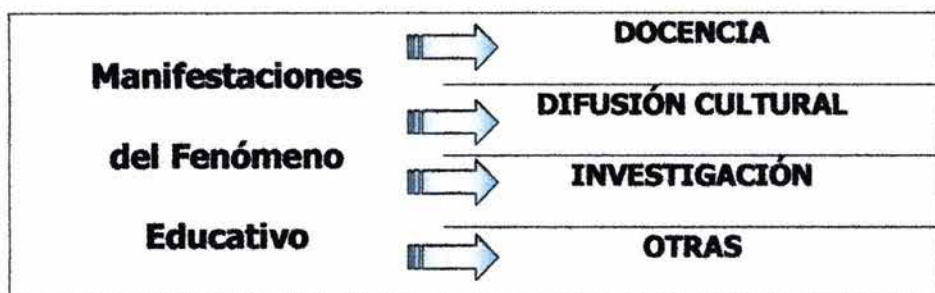 Manifestaciones
del Fenómeno
Educativo
DOCENCIA
DIFUSIÓN CULTURAL
INVESTIGACIÓN
OTRAS